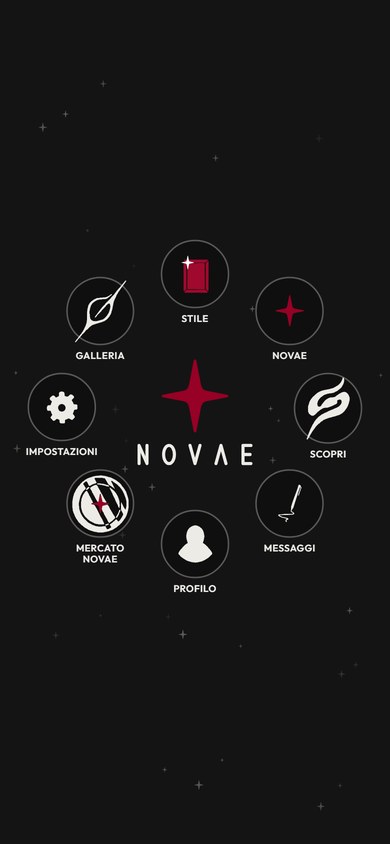 STILE
GALLERIA
NOVAE
IMPOSTAZIONI
NOVAE
SCOPRI
MERCATO
NOVAE
MESSAGGI
PROFILO